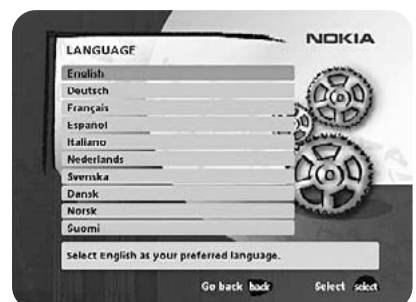 NOKIA
LANGUAGE
English
Deutsch
Français
Español
Italiano
Nederlands
Svenska
Dansk
Norsk
Suomi
Select English as your preferred language.
Go back back Select select